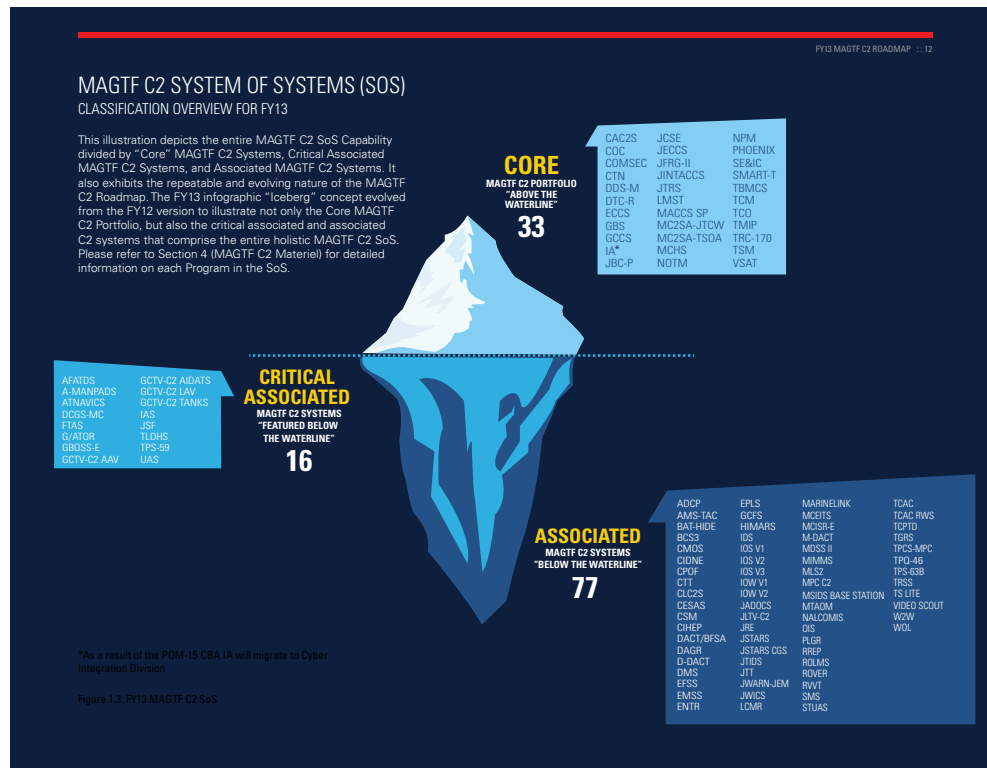 FY13 MAGTF C2 ROADMAP : : 12
MAGTF C2 SYSTEM OF SYSTEMS (SOS)
CLASSIFICATION OVERVIEW FOR FY13
This illustration depicts the entire MAGTF C2 SoS Capability
divided by “Core” MAGTF C2 Systems, Critical Associated
MAGTF C2 Systems, and Associated MAGTF C2 Systems. It
also exhibits the repeatable and evolving nature of the MAGTF
C2 Roadmap. The FY13 infographic “Iceberg” concept evolved
from the FY12 version to illustrate not only the Core MAGTF
C2 Portfolio, but also the critical associated and associated
C2 systems that comprise the entire holistic MAGTF C2 SoS.
Please refer to Section 4 (MAGTF C2 Materiel) for detailed
information on each Program in the SoS.
CORE
MAGTF C2 PORTFOLIO
“ABOVE THE
WATERLINE”
33
CAC2S
COC
COMSEC
CTN
DDS-M
DTC-R
ECCS
GBS
GCCS
IA*
JBC-P
JCSE
JECCS
JFRG-II
JINTACCS
JTRS
LMST
MACCS SP
MC2SA-JTCW
MC2SA-TSOA
MCHS
NOTM
NPM
PHOENIX
SE&IC
SMART-T
TBMCS
TCM
TCO
TMIP
TRC-170
TSM
VSAT
CRITICAL
ASSOCIATED
MAGTF C2 SYSTEMS
“FEATURED BELOW
THE WATERLINE”
16
AFATDS
A-MANPADS
ATNAVICS
DCGS-MC
FTAS
G/ATOR
GBOSS-E
GCTV-C2 AAV
GCTV-C2 AIDATS
GCTV-C2 LAV
GCTV-C2 TANKS
IAS
JSF
TLDHS
TPS-59
UAS
ASSOCIATED
MAGTF C2 SYSTEMS
“BELOW THE WATERLINE”
77
ADCP
AMS-TAC
BAT-HIDE
BCS3
CMOS
CIDNE
CPOF
CTT
CLC2S
CESAS
CSM
CIHEP
DACT/BFSA
DAGR
D-DACT
DMS
EFSS
EMSS
ENTR
EPLS
GCFS
HIMARS
IDS
IOS V1
IOS V2
IOS V3
IOW V1
IOW V2
JADOCS
JLTV-C2
JRE
JSTARS
JSTARS CGS
JTIDS
JTT
JWARN-JEM
JWICS
LCMR
MARINELINK
MCEITS
MCISR-E
M-DACT
MDSS II
MIMMS
MLS2
MPC C2
MSIDS BASE STATION
MTAOM
NALCOMIS
OIS
PLGR
RREP
ROLMS
ROVER
RVVT
SMS
STUAS
TCAC
TCAC RWS
TCPTD
TGRS
TPCS-MPC
TPQ-46
TPS-63B
TRSS
TS LITE
VIDEO SCOUT
W2W
WOL
*As a result of the POM-15 CBA IA will migrate to Cyber
Integration Division
Figure 1.3: FY13 MAGTF C2 SoS